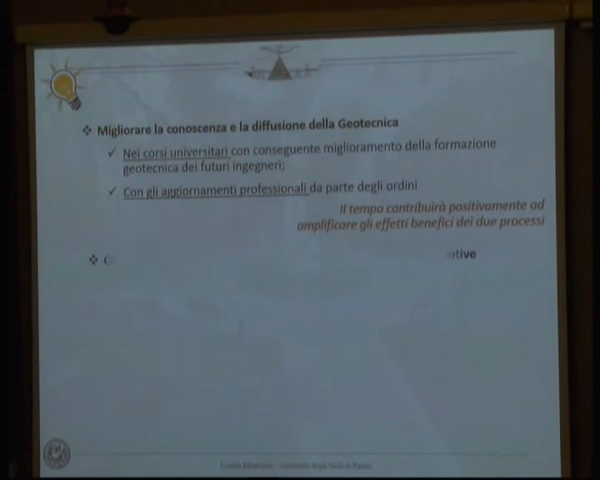 ❖ Migliorare la conoscenza e la diffusione della Geotecnica
✓ Nei corsi universitari con conseguente miglioramento della formazione
geotecnica dei futuri ingegneri;
✓ Con gli aggiornamenti professionali da parte degli ordini
Il tempo contribuirà positivamente ad
amplificare gli effetti benefici dei due processi